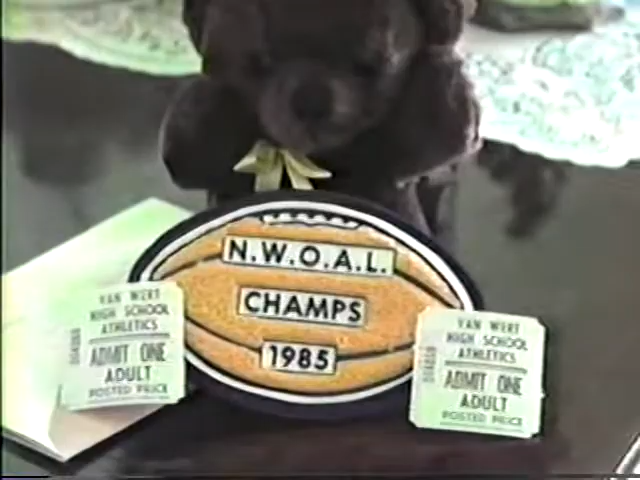 N.W.O.A.L.
CHAMPS
1985
VAN WERT
HIGH SCHOOL
ATHLETICS
ADMIT ONE
ADULT
POSTED PRICE
VAN WERT
HIGH SCHOOL
ATHLETICS
ADMIT ONE
ADULT
POSTED PRICE